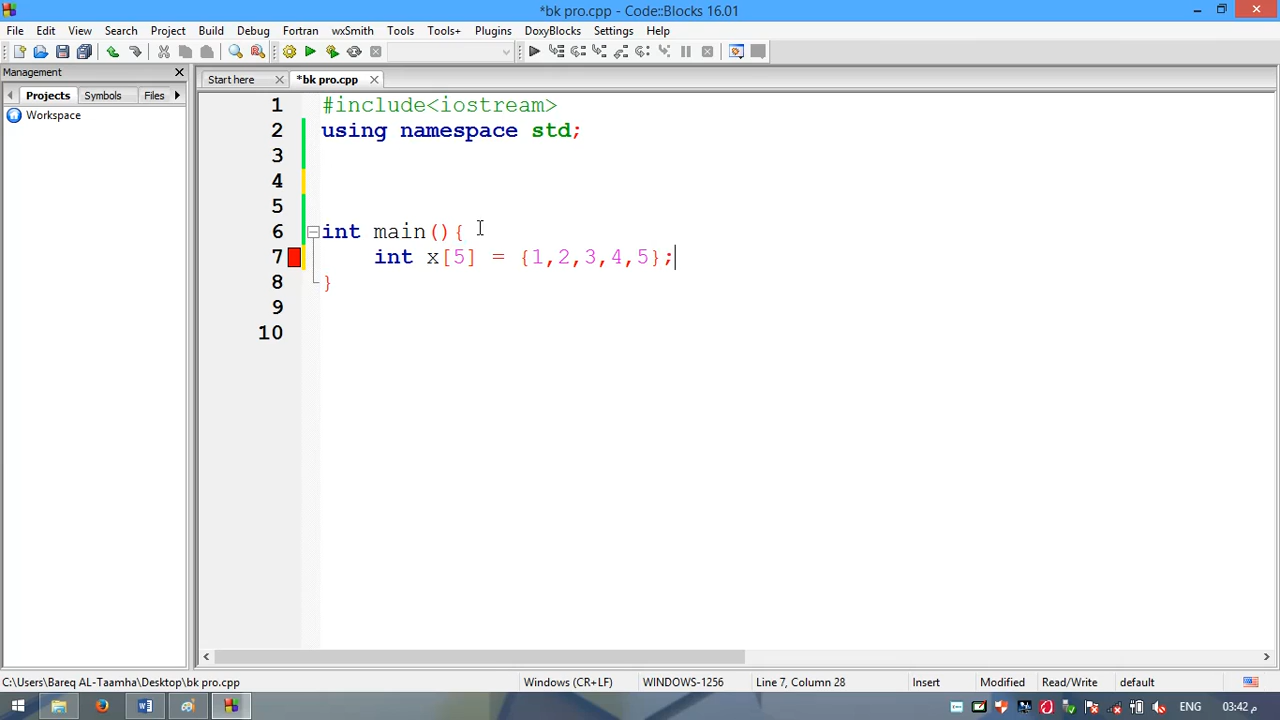 *bk pro.cpp - Code::Blocks 16.01
File Edit View Search Project Build Debug Fortran wxSmith Tools Tools+ Plugins DoxyBlocks Settings Help
Management
Start here *bk pro.cpp
Projects Symbols Files
Workspace
1 #include<iostream>
2 using namespace std;
3
4
5
6 int main(){
7 int x[5] = {1,2,3,4,5};
8 }
9
10
C:\Users\Bareq AL-Taamha\Desktop\bk pro.cpp Windows (CR+LF) WINDOWS-1256 Line 7, Column 28 Insert Modified Read/Write default
ENG 03:42 م